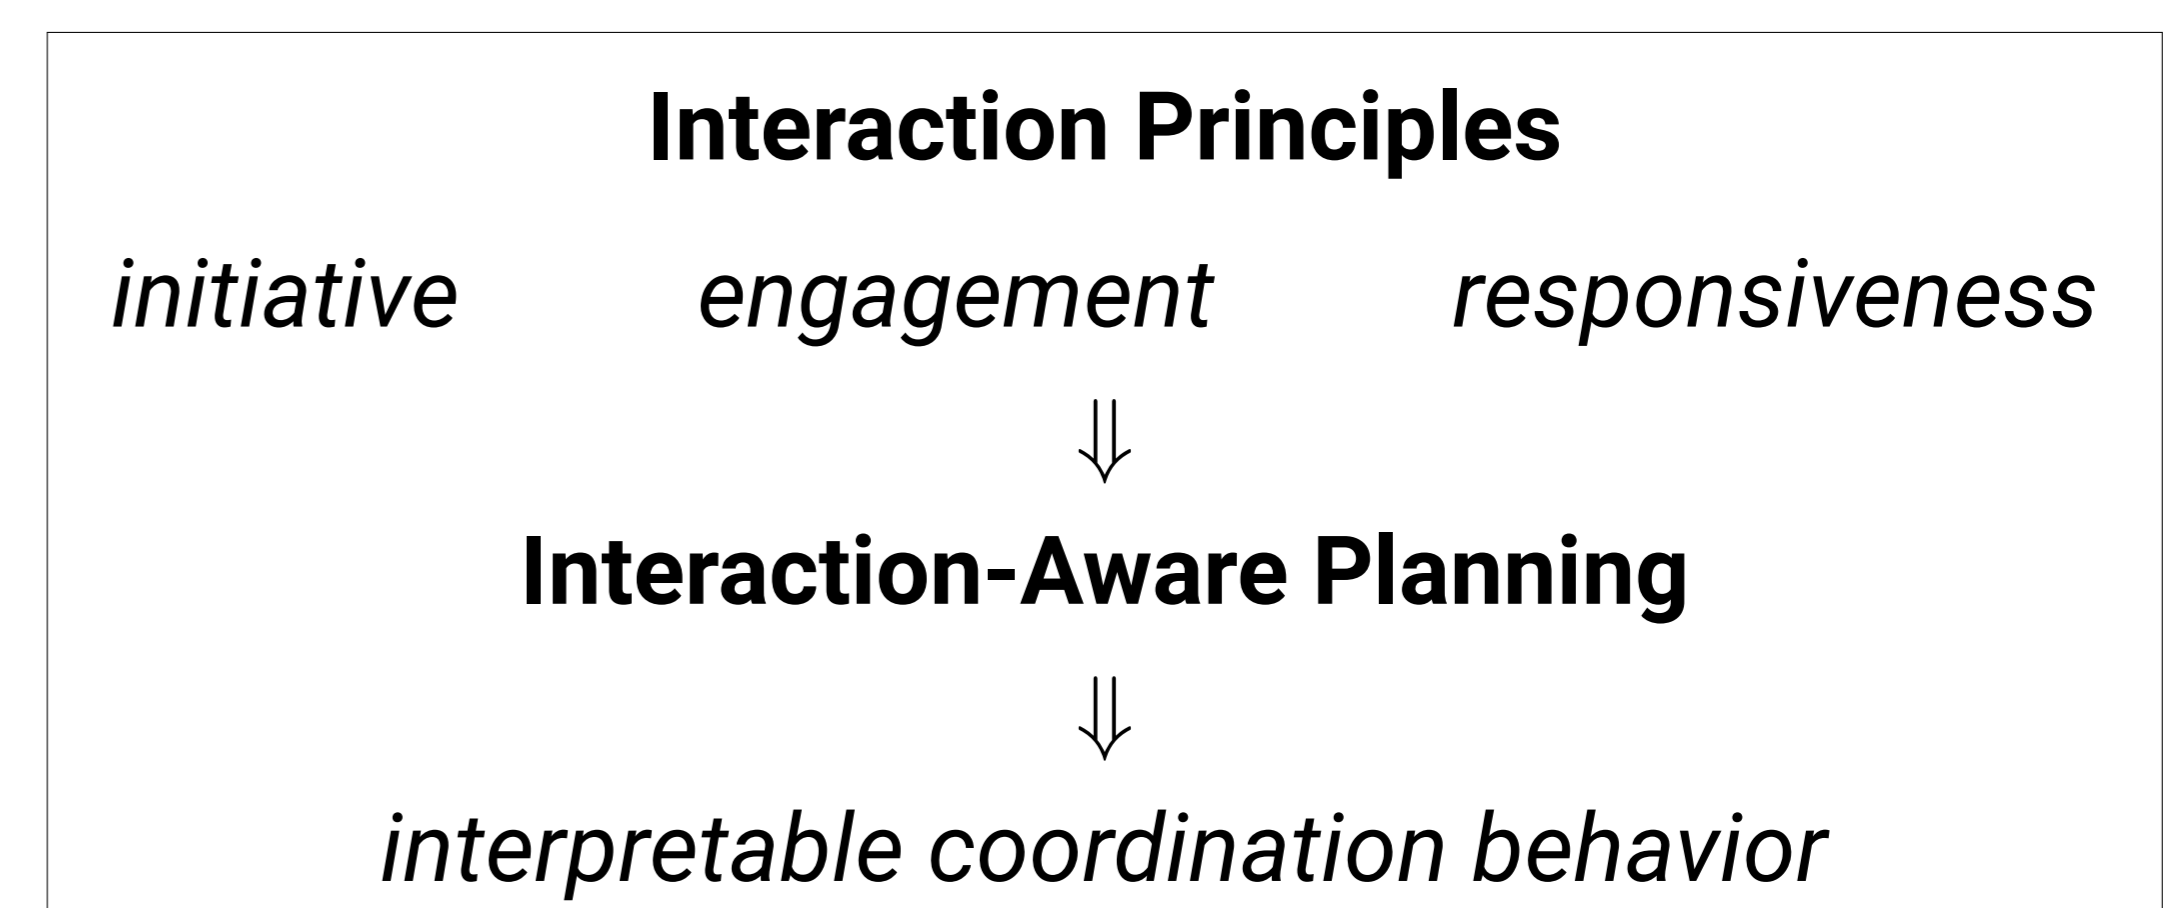 Interaction Principles
initiative engagement responsiveness
⇓
Interaction-Aware Planning
⇓
interpretable coordination behavior